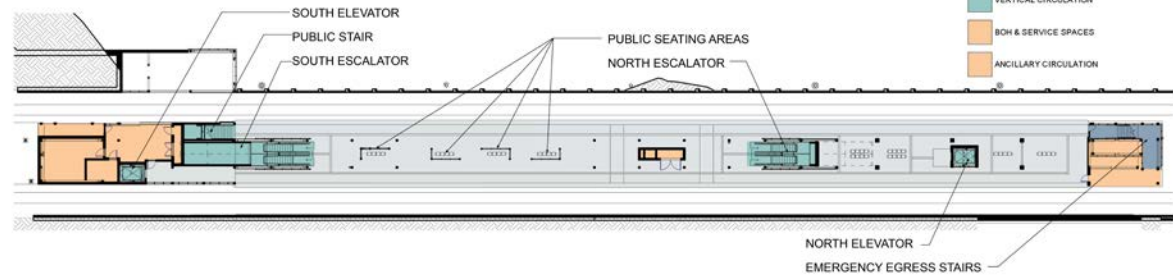 SOUTH ELEVATOR
PUBLIC STAIR
SOUTH ESCALATOR
PUBLIC SEATING AREAS
NORTH ESCALATOR
VERTICAL CIRCULATION
BOH & SERVICE SPACES
ANCILLARY CIRCULATION
NORTH ELEVATOR
EMERGENCY EGRESS STAIRS